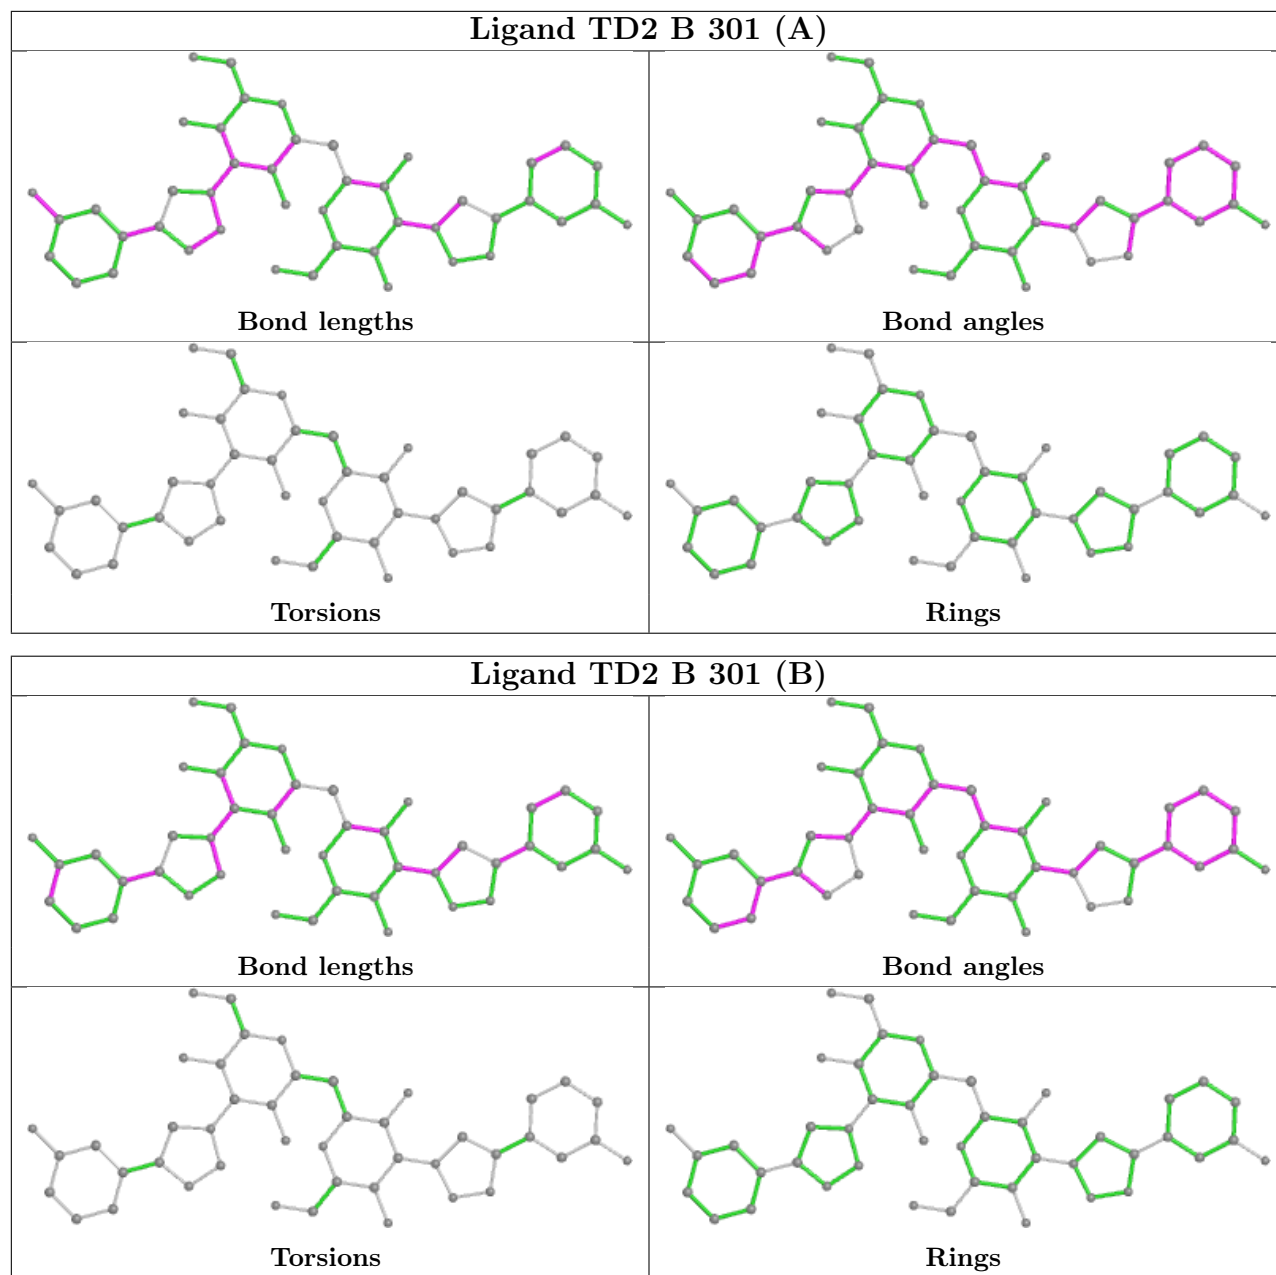 Ligand TD2 B 301 (A)
Bond lengths
Bond angles
Torsions
Rings
Ligand TD2 B 301 (B)
Bond lengths
Bond angles
Torsions
Rings